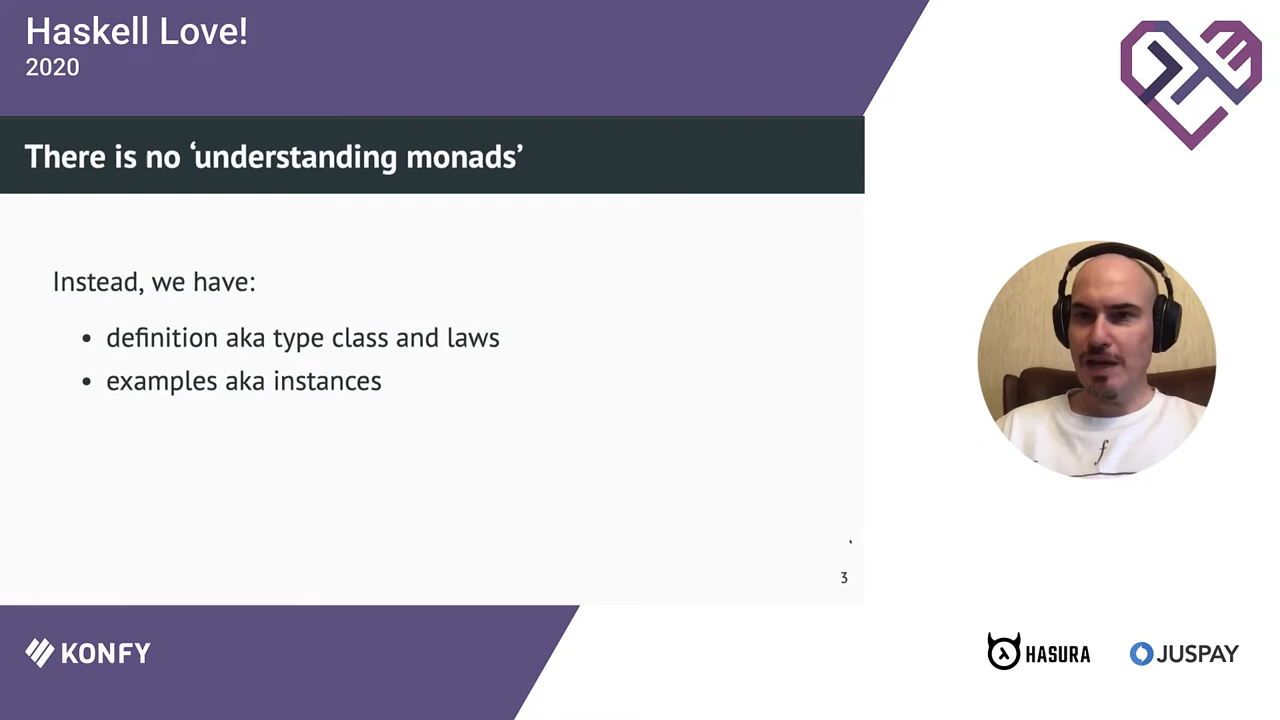 Haskell Love!
2020
There is no ‘understanding monads’
Instead, we have:
• definition aka type class and laws
• examples aka instances
3
f
KONFY
HASURA
JUSPAY